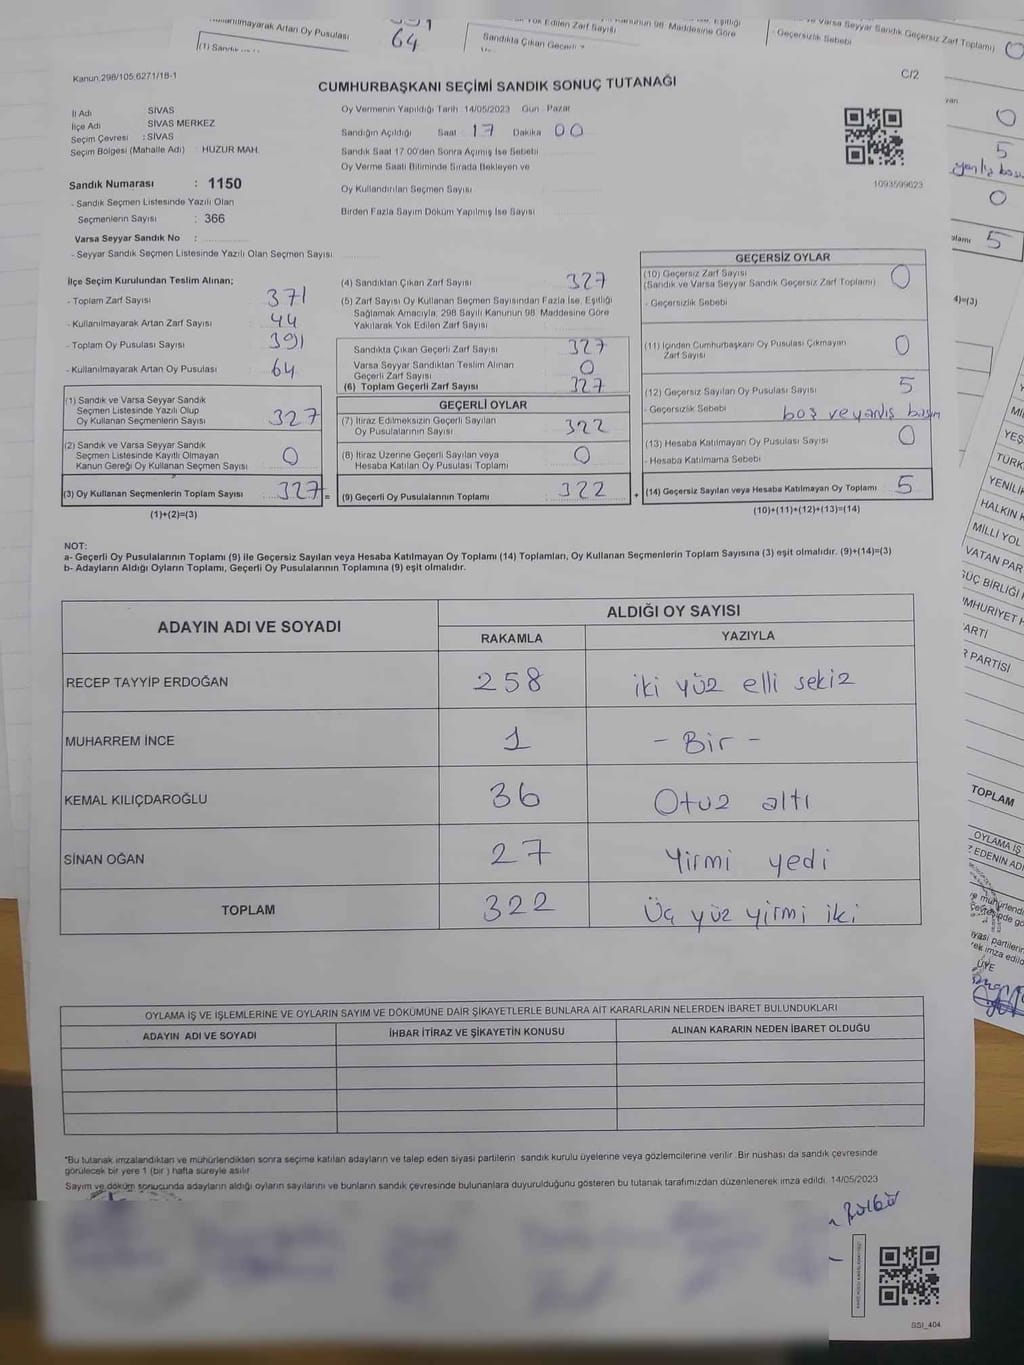 Kullanılmayarak Artan Oy Pusulası
64
Yok Edilen Zarf Sayısı
Sandıkta Çıkan Geçerli
Maddesine Göre
Varsa Seyyar Sandık Geçersiz Zarf Toplamı)
- Geçersizlik Sebebi
0
Kanun,298/105;6271/18-1
C/2
CUMHURBAŞKANI SEÇİMİ SANDIK SONUÇ TUTANAĞI
İl Adı SİVAS
İlçe Adı SİVAS MERKEZ
Seçim Çevresi : SİVAS
Seçim Bölgesi (Mahalle Adı) HUZUR MAH.
Oy Vermenin Yapıldığı Tarih 14/05/2023 Gün Pazar
Sandığın Açıldığı Saat 17 Dakika 00
Sandık Saat 17:00'den Sonra Açımış İse Sebebi
Oy Verme Saati Bitiminde Sırada Bekleyen ve
Oy Kullandırılan Seçmen Sayısı
Birden Fazla Sayım Döküm Yapılmış İse Sayısı
1093599023
Sandık Numarası : 1150
- Sandık Seçmen Listesinde Yazılı Olan
Seçmenlerin Sayısı : 366
Varsa Seyyar Sandık No :
- Seyyar Sandık Seçmen Listesinde Yazılı Olan Seçmen Sayısı
İlçe Seçim Kurulundan Teslim Alınan;
- Toplam Zarf Sayısı 371
- Kullanılmayarak Artan Zarf Sayısı 44
- Toplam Oy Pusulası Sayısı 391
- Kullanılmayarak Artan Oy Pusulası 64
(1) Sandık ve Varsa Seyyar Sandık
Seçmen Listesinde Yazılı Olup
Oy Kullanan Seçmenlerin Sayısı 327
(2) Sandık ve Varsa Seyyar Sandık
Seçmen Listesinde Kayıtlı Olmayan
Kanun Gereği Oy Kullanan Seçmen Sayısı 0
(3) Oy Kullanan Seçmenlerin Toplam Sayısı 327 =
(1)+(2)=(3)
(4) Sandıktan Çıkan Zarf Sayısı 327
(5) Zarf Sayısı Oy Kullanan Seçmen Sayısından Fazla İse, Eşitliği
Sağlamak Amacıyla, 298 Sayılı Kanunun 98. Maddesine Göre
Yakılarak Yok Edilen Zarf Sayısı
Sandıkta Çıkan Geçerli Zarf Sayısı 327
Varsa Seyyar Sandıktan Teslim Alınan
Geçerli Zarf Sayısı 0
(6) Toplam Geçerli Zarf Sayısı 327
GEÇERLİ OYLAR
(7) İtiraz Edilmeksizin Geçerli Sayılan
Oy Pusulalarının Sayısı 322
(8) İtiraz Üzerine Geçerli Sayılan veya
Hesaba Katılan Oy Pusulası Toplamı 0
(9) Geçerli Oy Pusulalarının Toplamı 322 +
GEÇERSİZ OYLAR
(10) Geçersiz Zarf Sayısı
(Sandık ve Varsa Seyyar Sandık Geçersiz Zarf Toplamı) 0
- Geçersizlik Sebebi
(11) İçinden Cumhurbaşkanı Oy Pusulası Çıkmayan
Zarf Sayısı 0
(12) Geçersiz Sayılan Oy Pusulası Sayısı 5
- Geçersizlik Sebebi boş ve yanlış basım
(13) Hesaba Katılmayan Oy Pusulası Sayısı 0
- Hesaba Katılmama Sebebi
(14) Geçersiz Sayılan veya Hesaba Katılmayan Oy Toplamı 5
(10)+(11)+(12)+(13)=(14)
NOT:
a- Geçerli Oy Pusulalarının Toplamı (9) ile Geçersiz Sayılan veya Hesaba Katılmayan Oy Toplamı (14) Toplamları, Oy Kullanan Seçmenlerin Toplam Sayısına (3) eşit olmalıdır. (9)+(14)=(3)
b- Adayların Aldığı Oyların Toplamı, Geçerli Oy Pusulalarının Toplamına (9) eşit olmalıdır.
ADAYIN ADI VE SOYADI
ALDIĞI OY SAYISI
RAKAMLA YAZIYLA
RECEP TAYYİP ERDOĞAN 258 iki yüz elli sekiz
MUHARREM İNCE 1 - Bir -
KEMAL KILIÇDAROĞLU 36 Otuz altı
SİNAN OĞAN 27 Yirmi yedi
TOPLAM 322 Üç yüz yirmi iki
OYLAMA İŞ VE İŞLEMLERİNE VE OYLARIN SAYIM VE DÖKÜMÜNE DAİR ŞİKAYETLERLE BUNLARA AİT KARARLARIN NELERDEN İBARET BULUNDUKLARI
ADAYIN ADI VE SOYADI İHBAR İTİRAZ VE ŞİKAYETİN KONUSU ALINAN KARARIN NEDEN İBARET OLDUĞU
*Bu tutanak imzalandıktan ve mühürlendikten sonra seçime katılan adayların ve talep eden siyasi partilerin sandık kurulu üyelerine veya gözlemcilerine verilir. Bir nüshası da sandık çevresinde
görülecek bir yere 1 (bir ) hafta süreyle asılır.
Sayım ve döküm sonucunda adayların aldığı oyların sayılarını ve bunların sandık çevresinde bulunanlara duyurulduğunu gösteren bu tutanak tarafımızdan düzenlenerek imza edildi. 14/05/2023
SSI_404
0
5
yanlış
0
5
4)=(3)
YEŞ
TÜRK
YENİLİK
HALKIN K
MİLLİ YOL
VATAN PAR
GÜÇ BİRLİĞİ
ARTİ
R PARTİSİ
TOPLAM
OYLAMA İŞ
ÜYE